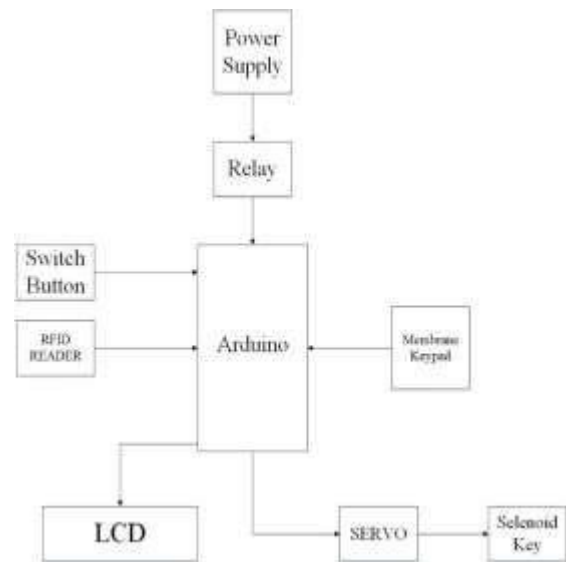 Power
Supply
Relay
Switch
Button
RFID
READER
Arduino
Membrane
Keypad
LCD
SERVO
Selenoid
Key